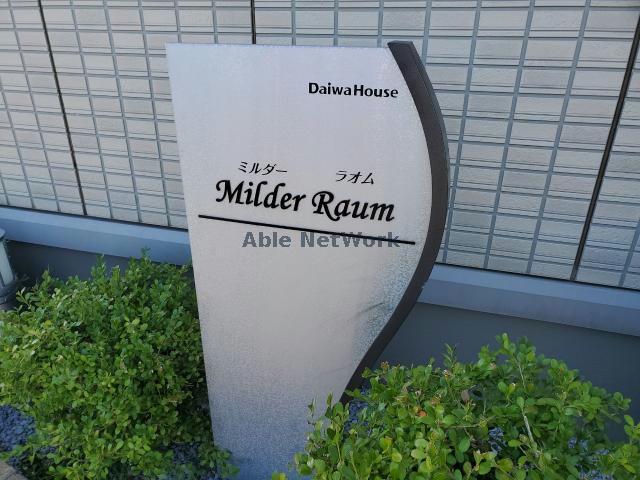 DaiwaHouse
ミルダー ラオム
Milder Raum
Able NetWork